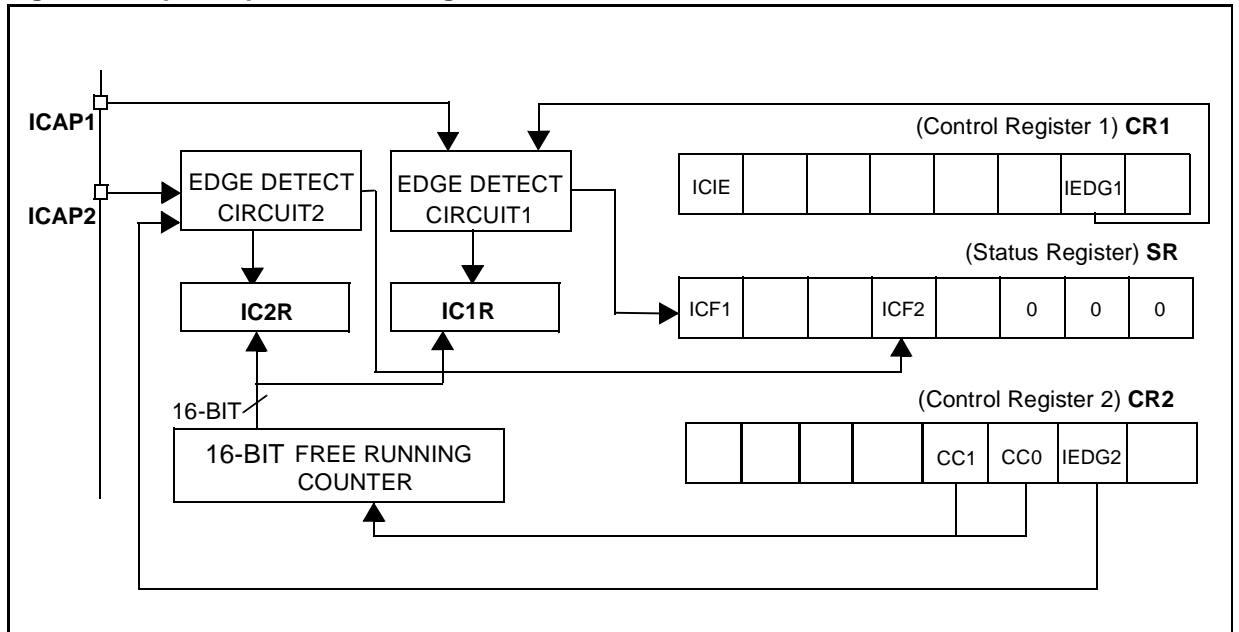 ICAP1
ICAP2
EDGE DETECT
CIRCUIT2
EDGE DETECT
CIRCUIT1
IC2R
IC1R
16-BIT
16-BIT FREE RUNNING
COUNTER
(Control Register 1) CR1
ICIE
IEDG1
(Status Register) SR
ICF1
ICF2
0
0
0
(Control Register 2) CR2
CC1
CC0
IEDG2